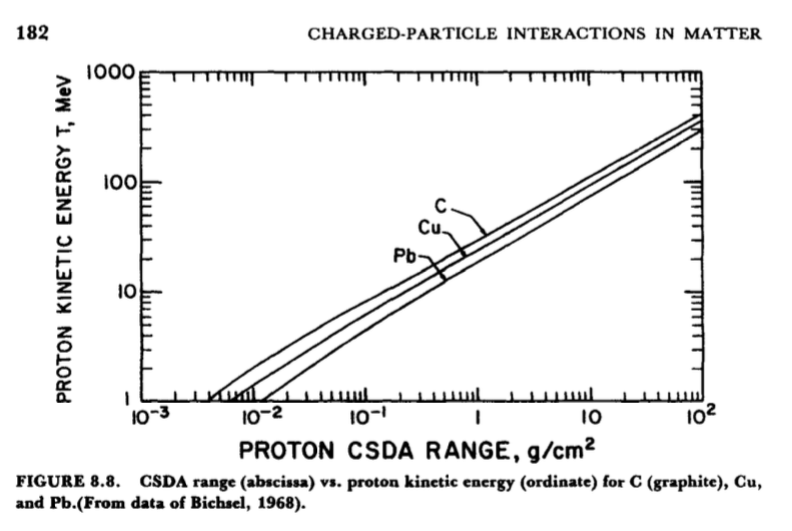 182
CHARGED-PARTICLE INTERACTIONS IN MATTER
PROTON KINETIC ENERGY T, MeV
1000
100
10
1
C
Cu
Pb
10⁻³
10⁻²
10⁻¹
1
10
10²
PROTON CSDA RANGE, g/cm²
FIGURE 8.8. CSDA range (abscissa) vs. proton kinetic energy (ordinate) for C (graphite), Cu,
and Pb.(From data of Bichsel, 1968).